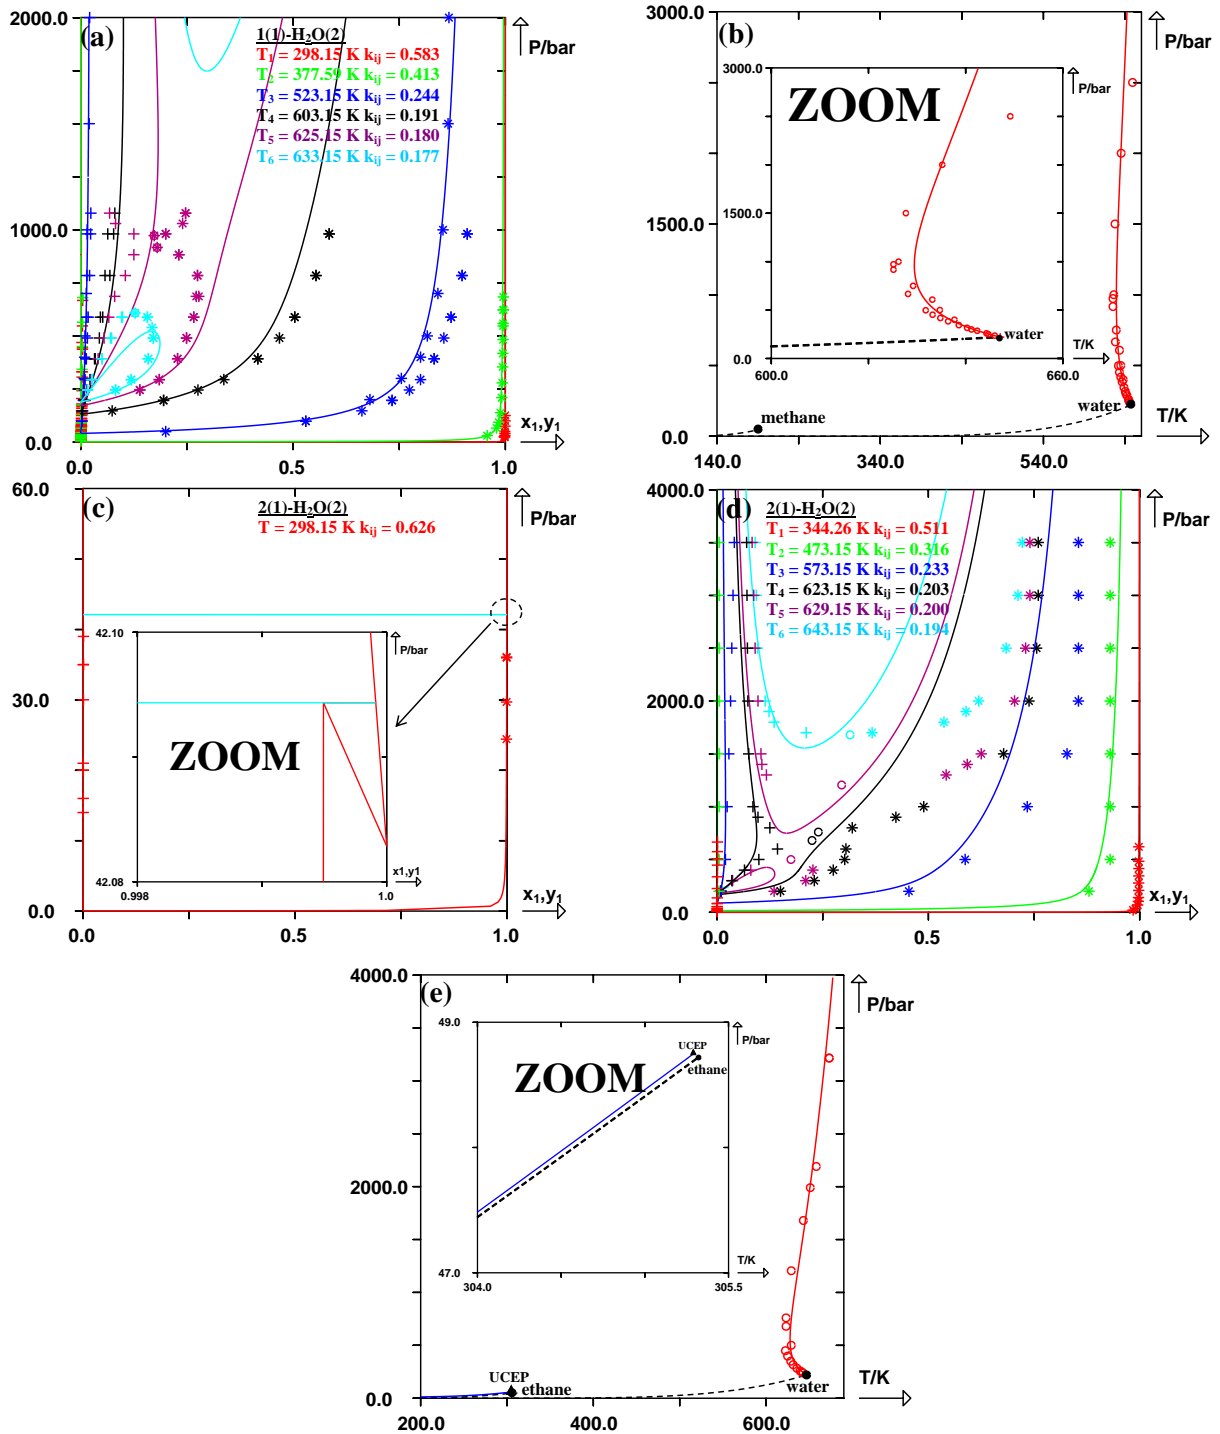 2000.0
(a)
P/bar
1(1)-H2O(2)
T1 = 298.15 K kij = 0.583
T2 = 377.59 K kij = 0.413
T3 = 523.15 K kij = 0.244
T4 = 603.15 K kij = 0.191
T5 = 625.15 K kij = 0.180
T6 = 633.15 K kij = 0.177
1000.0
0.0
x1,y1
0.0
0.5
1.0
3000.0
(b)
P/bar
3000.0
ZOOM
P/bar
1500.0
1500.0
water
T/K
0.0
600.0
660.0
methane
water
T/K
0.0
140.0
340.0
540.0
60.0
(c)
2(1)-H2O(2)
P/bar
T = 298.15 K kij = 0.626
42.10
P/bar
30.0
ZOOM
x1,y1
42.08
0.998
1.0
0.0
x1,y1
0.0
0.5
1.0
4000.0
(d)
2(1)-H2O(2)
P/bar
T1 = 344.26 K kij = 0.511
T2 = 473.15 K kij = 0.316
T3 = 573.15 K kij = 0.233
T4 = 623.15 K kij = 0.203
T5 = 629.15 K kij = 0.200
T6 = 643.15 K kij = 0.194
2000.0
0.0
x1,y1
0.0
0.5
1.0
4000.0
(e)
P/bar
49.0
P/bar
UCEP
ethane
ZOOM
2000.0
T/K
47.0
304.0
305.5
UCEP
ethane
water
T/K
0.0
200.0
400.0
600.0